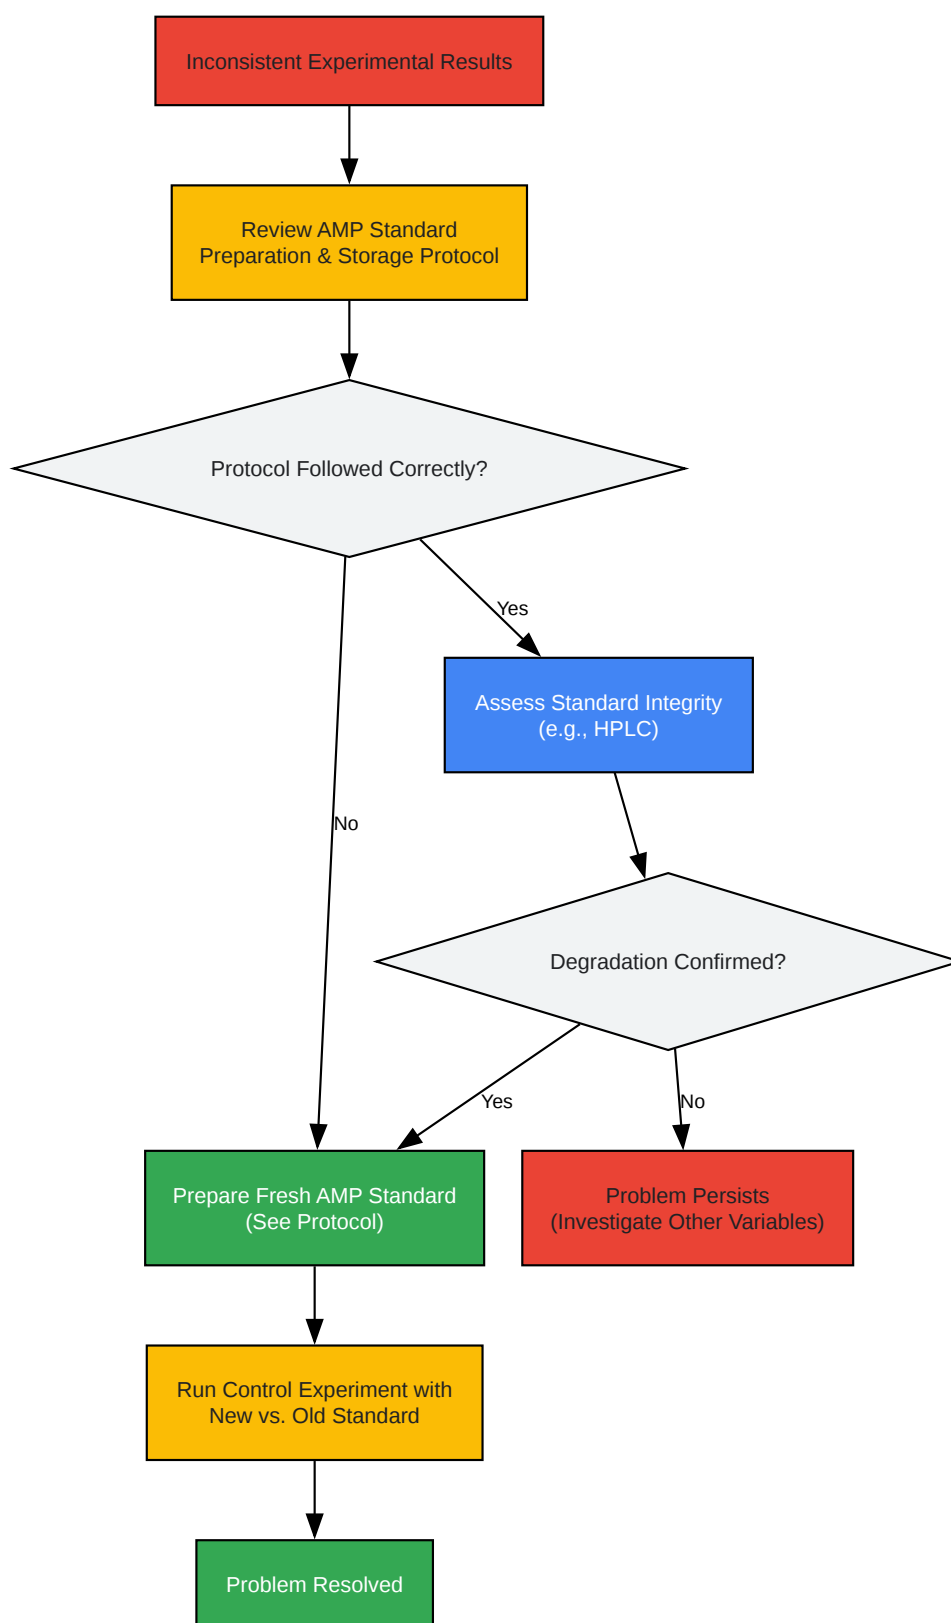 Inconsistent Experimental Results
Review AMP Standard
Preparation & Storage Protocol
Protocol Followed Correctly?
Yes
Assess Standard Integrity
(e.g., HPLC)
No
Degradation Confirmed?
Yes
No
Prepare Fresh AMP Standard
(See Protocol)
Problem Persists
(Investigate Other Variables)
Run Control Experiment with
New vs. Old Standard
Problem Resolved